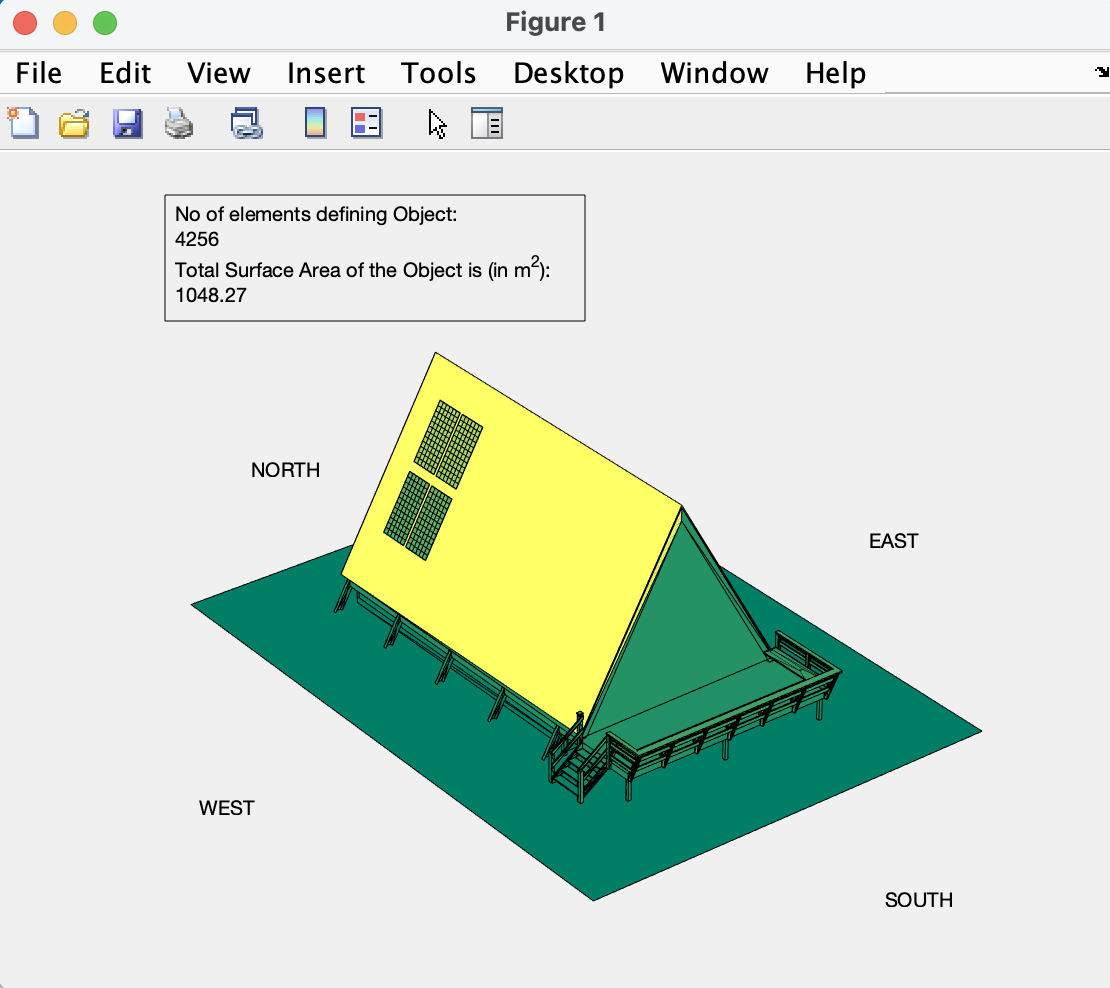 Figure 1
File Edit View Insert Tools Desktop Window Help
No of elements defining Object:
4256
Total Surface Area of the Object is (in m²):
1048.27
NORTH
EAST
WEST
SOUTH